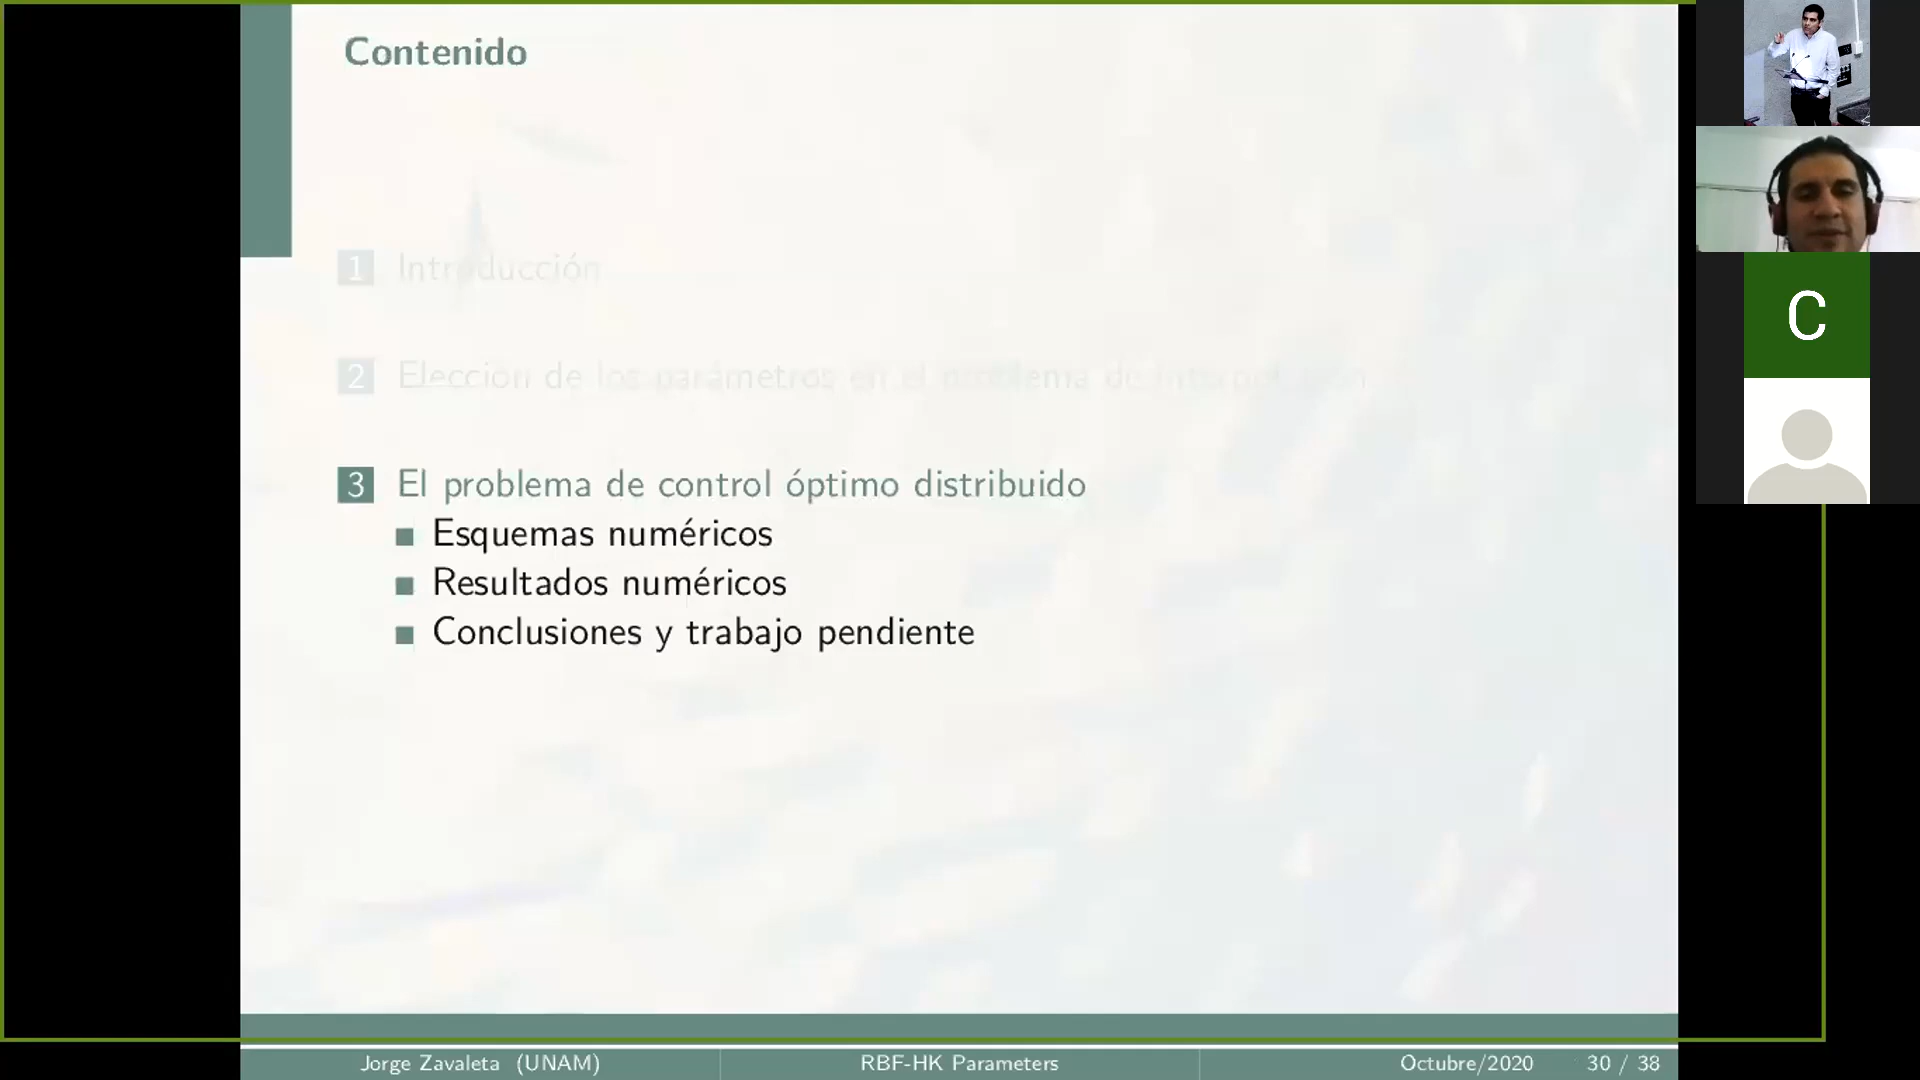 Contenido
1 Introducción
2 Elección de los parámetros en el problema de interpolación
3 El problema de control óptimo distribuido
Esquemas numéricos
Resultados numéricos
Conclusiones y trabajo pendiente
Jorge Zavaleta (UNAM)
RBF-HK Parameters
Octubre/2020
30 / 38
C